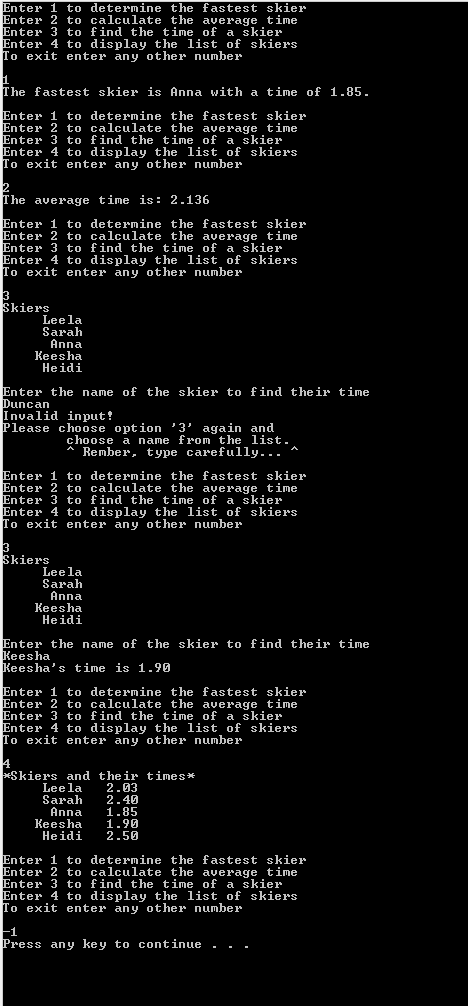 Enter 1 to determine the fastest skier
Enter 2 to calculate the average time
Enter 3 to find the time of a skier
Enter 4 to display the list of skiers
To exit enter any other number
1
The fastest skier is Anna with a time of 1.85.
Enter 1 to determine the fastest skier
Enter 2 to calculate the average time
Enter 3 to find the time of a skier
Enter 4 to display the list of skiers
To exit enter any other number
2
The average time is: 2.136
Enter 1 to determine the fastest skier
Enter 2 to calculate the average time
Enter 3 to find the time of a skier
Enter 4 to display the list of skiers
To exit enter any other number
3
Skiers
Leela
Sarah
Anna
Keesha
Heidi
Enter the name of the skier to find their time
Duncan
Invalid input!
Please choose option '3' again and
choose a name from the list.
^ Rember, type carefully... ^
Enter 1 to determine the fastest skier
Enter 2 to calculate the average time
Enter 3 to find the time of a skier
Enter 4 to display the list of skiers
To exit enter any other number
3
Skiers
Leela
Sarah
Anna
Keesha
Heidi
Enter the name of the skier to find their time
Keesha
Keesha's time is 1.90
Enter 1 to determine the fastest skier
Enter 2 to calculate the average time
Enter 3 to find the time of a skier
Enter 4 to display the list of skiers
To exit enter any other number
4
*Skiers and their times*
Leela 2.03
Sarah 2.40
Anna 1.85
Keesha 1.90
Heidi 2.50
Enter 1 to determine the fastest skier
Enter 2 to calculate the average time
Enter 3 to find the time of a skier
Enter 4 to display the list of skiers
To exit enter any other number
-1
Press any key to continue . . .